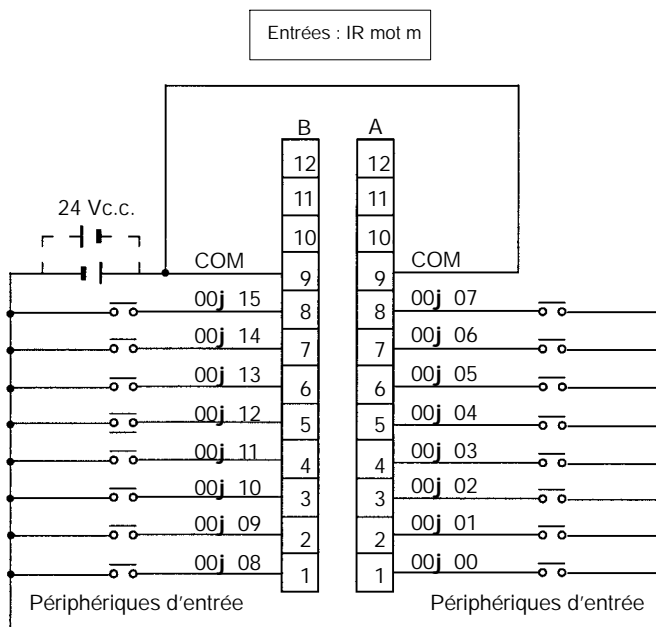 Entrées : IR mot m
B A
12 12
11 11
24 Vc.c. 10 10
COM 9 9 COM
00j 15 8 8 00j 07
00j 14 7 7 00j 06
00j 13 6 6 00j 05
00j 12 5 5 00j 04
00j 11 4 4 00j 03
00j 10 3 3 00j 02
00j 09 2 2 00j 01
00j 08 1 1 00j 00
Périphériques d'entrée Périphériques d'entrée